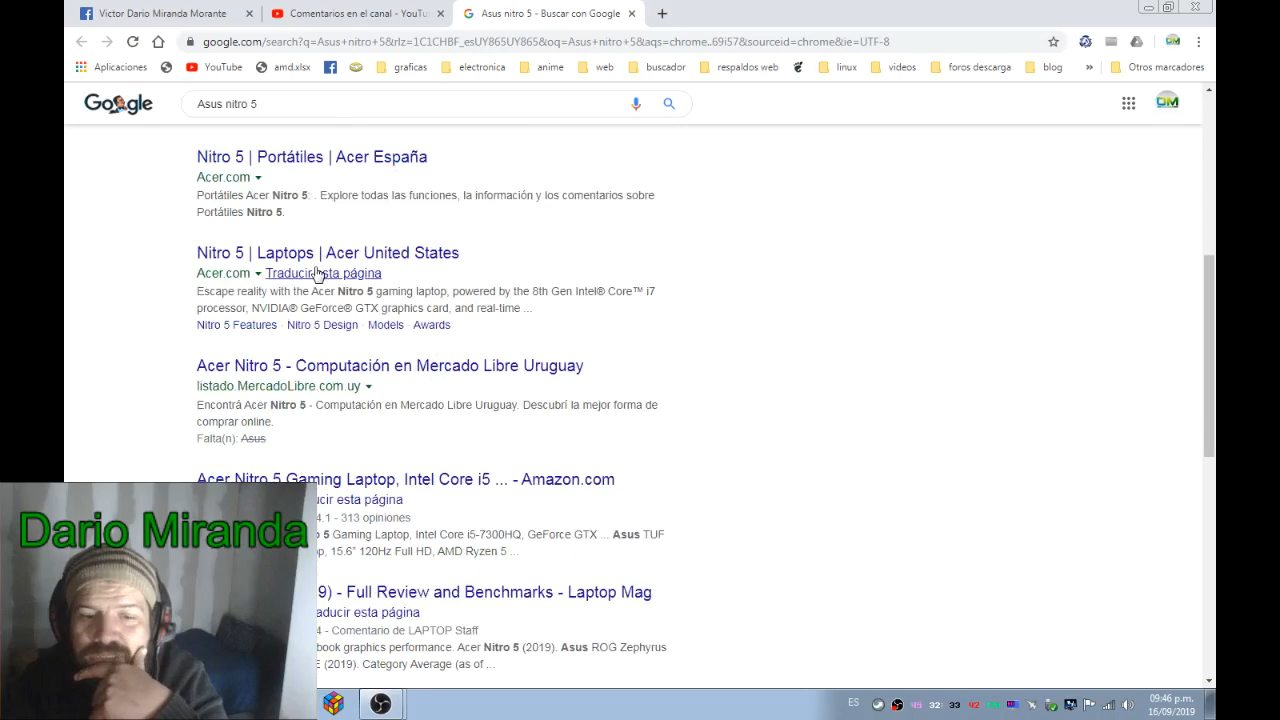 Victor Dario Miranda Morante
Comentarios en el canal - YouTu
Asus nitro 5 - Buscar con Google
google.com/search?q=Asus+nitro+5&rlz=1C1CHBF_esUY865UY865&oq=Asus+nitro+5&aqs=chrome..69i57&sourceid=chrome&ie=UTF-8
Aplicaciones YouTube amd.xlsx graficas electronica anime web buscador respaldos web linux videos foros descarga blog » Otros marcadores
Google
Asus nitro 5
DM
Nitro 5 | Portátiles | Acer España
Acer.com
Portátiles Acer Nitro 5: . Explore todas las funciones, la información y los comentarios sobre
Portátiles Nitro 5.
Nitro 5 | Laptops | Acer United States
Acer.com Traducir esta página
Escape reality with the Acer Nitro 5 gaming laptop, powered by the 8th Gen Intel® Core™ i7
processor, NVIDIA® GeForce® GTX graphics card, and real-time ...
Nitro 5 Features · Nitro 5 Design · Models · Awards
Acer Nitro 5 - Computación en Mercado Libre Uruguay
listado.MercadoLibre.com.uy
Encontrá Acer Nitro 5 - Computación en Mercado Libre Uruguay. Descubrí la mejor forma de
comprar online.
Falta(n): Asus
Acer Nitro 5 Gaming Laptop, Intel Core i5 ... - Amazon.com
ducir esta página
4.1 - 313 opiniones
5 Gaming Laptop, Intel Core i5-7300HQ, GeForce GTX ... Asus TUF
p, 15.6" 120Hz Full HD, AMD Ryzen 5 ...
9) - Full Review and Benchmarks - Laptop Mag
aducir esta página
4 - Comentario de LAPTOP Staff
book graphics performance. Acer Nitro 5 (2019). Asus ROG Zephyrus
E (2019). Category Average (as of ...
Dario Miranda
ES
32 33 42
09:46 p.m.
16/09/2019